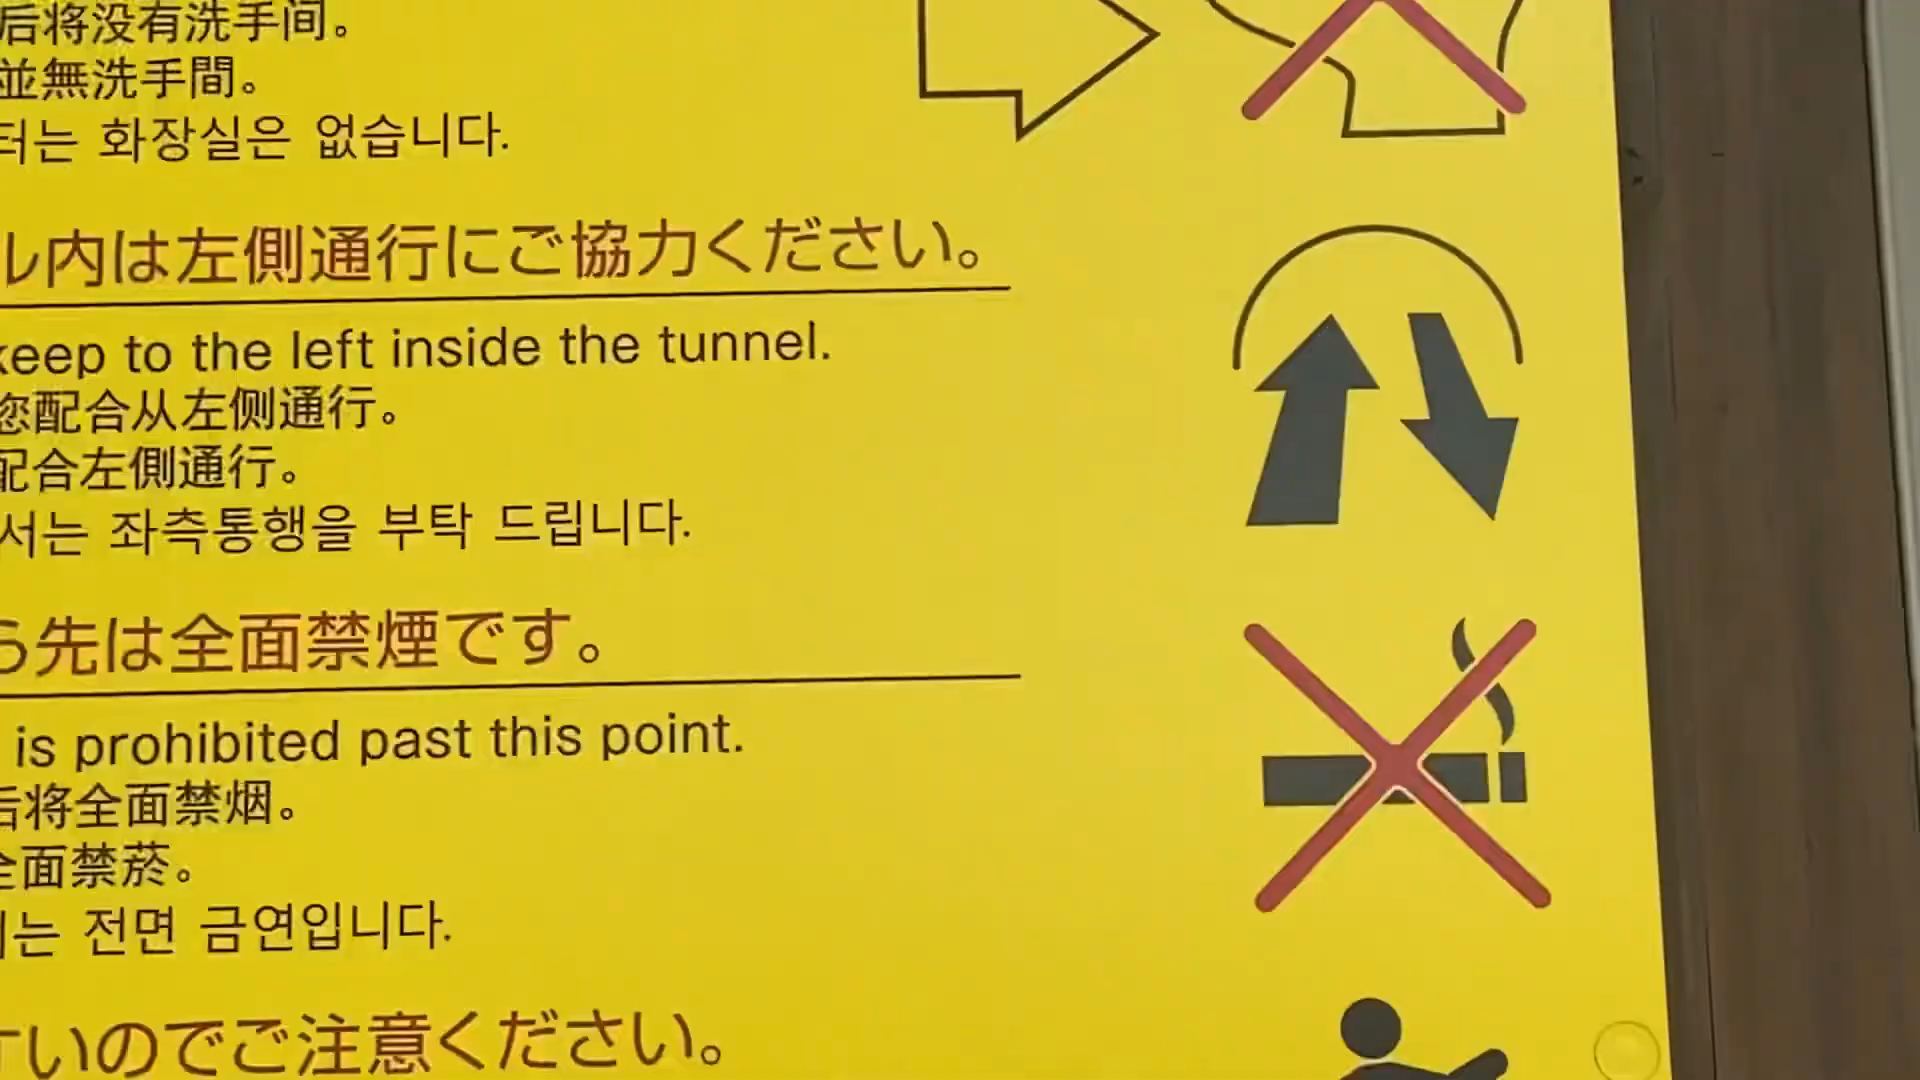 后将没有洗手间。
並無洗手間。
터는 화장실은 없습니다.
ル内は左側通行にご協力ください。
keep to the left inside the tunnel.
您配合从左侧通行。
配合左側通行。
서는 좌측통행을 부탁 드립니다.
ら先は全面禁煙です。
is prohibited past this point.
后将全面禁烟。
全面禁菸。
는 전면 금연입니다.
すいのでご注意ください。